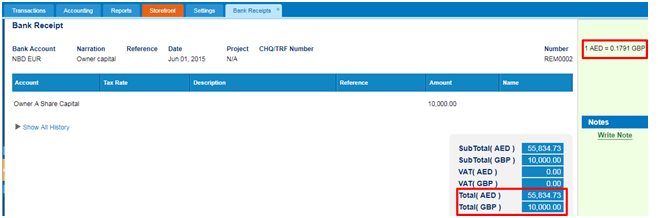 Transactions Accounting Reports Storefront Settings Bank Receipts ×
Bank Receipt
Bank Account Narration Reference Date Project CHQ/TRF Number Number
NBD EUR Owner capital Jun 01, 2015 N/A REM0002
1 AED = 0.1791 GBP
Account Tax Rate Description Reference Amount Name
Owner A Share Capital 10,000.00
Show All History
Notes
Write Note
SubTotal( AED ) 55,834.73
SubTotal( GBP ) 10,000.00
VAT( AED ) 0.00
VAT( GBP ) 0.00
Total( AED ) 55,834.73
Total( GBP ) 10,000.00